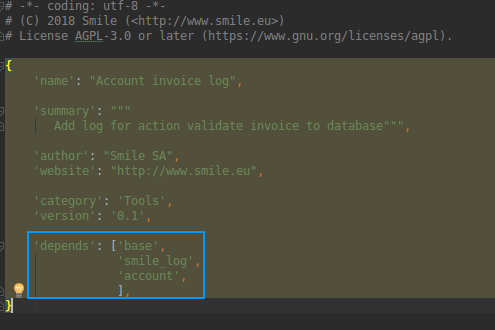 # -*- coding: utf-8 -*-
# (C) 2018 Smile (<http://www.smile.eu>)
# License AGPL-3.0 or later (https://www.gnu.org/licenses/agpl).
{
'name': "Account invoice log",
'summary': """
Add log for action validate invoice to database""",
'author': "Smile SA",
'website': "http://www.smile.eu",
'category': 'Tools',
'version': '0.1',
'depends': ['base',
'smile_log',
'account',
],
}